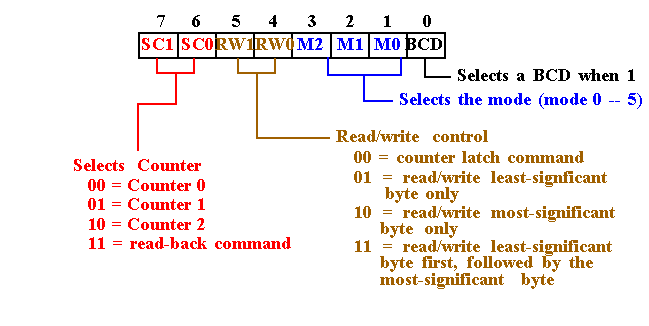 7 6 5 4 3 2 1 0
SC1 SC0 RW1 RW0 M2 M1 M0 BCD
Selects a BCD when 1
Selects the mode (mode 0 -- 5)
Read/write control
00 = counter latch command
01 = read/write least-signficant
byte only
10 = read/write most-significant
byte only
11 = read/write least-significant
byte first, followed by the
most-significant byte
Selects Counter
00 = Counter 0
01 = Counter 1
10 = Counter 2
11 = read-back command